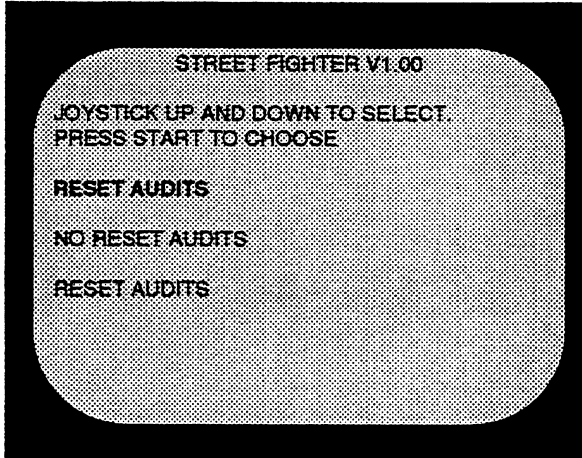 STREET FIGHTER V1.00
JOYSTICK UP AND DOWN TO SELECT.
PRESS START TO CHOOSE
RESET AUDITS
NO RESET AUDITS
RESET AUDITS